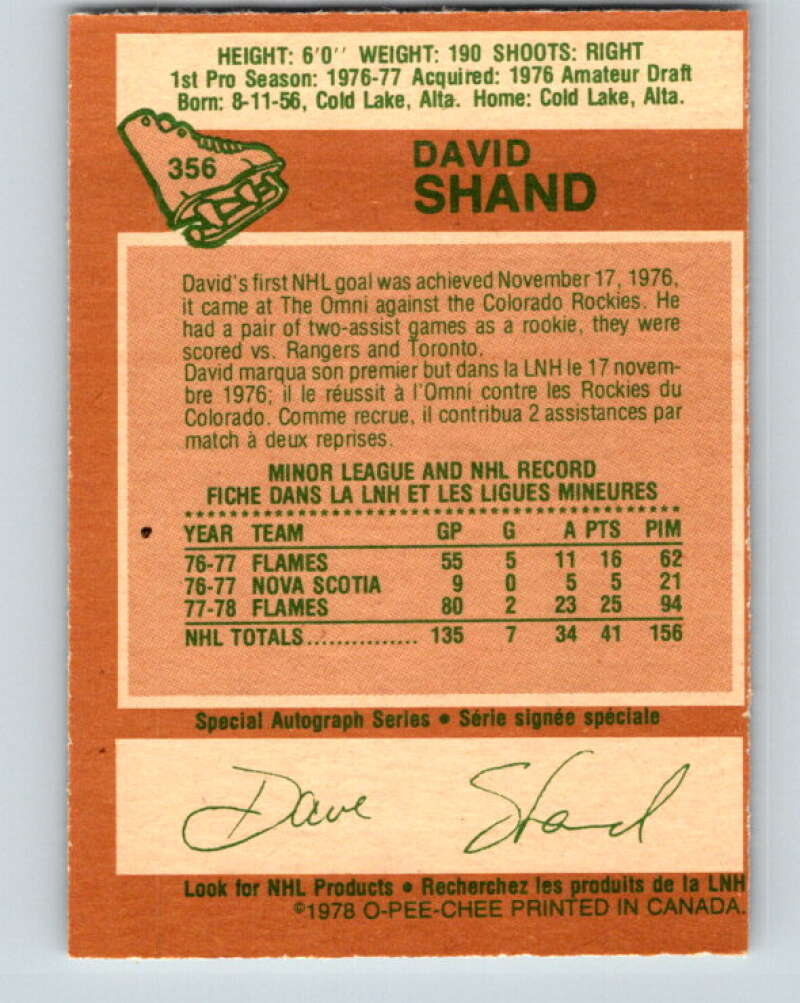 HEIGHT: 6'0'' WEIGHT: 190 SHOOTS: RIGHT
1st Pro Season: 1976-77 Acquired: 1976 Amateur Draft
Born: 8-11-56, Cold Lake, Alta. Home: Cold Lake, Alta.
356
DAVID
SHAND
David's first NHL goal was achieved November 17, 1976,
it came at The Omni against the Colorado Rockies. He
had a pair of two-assist games as a rookie, they were
scored vs. Rangers and Toronto.
David marqua son premier but dans la LNH le 17 novem-
bre 1976; il le réussit à l'Omni contre les Rockies du
Colorado. Comme recrue, il contribua 2 assistances par
match à deux reprises.
MINOR LEAGUE AND NHL RECORD
FICHE DANS LA LNH ET LES LIGUES MINEURES
YEAR TEAM GP G A PTS PIM
76-77 FLAMES 55 5 11 16 62
76-77 NOVA SCOTIA 9 0 5 5 21
77-78 FLAMES 80 2 23 25 94
NHL TOTALS............... 135 7 34 41 156
Special Autograph Series • Série signée spéciale
Dave Shand
Look for NHL Products • Recherchez les produits de la LNH
©1978 O-PEE-CHEE PRINTED IN CANADA.